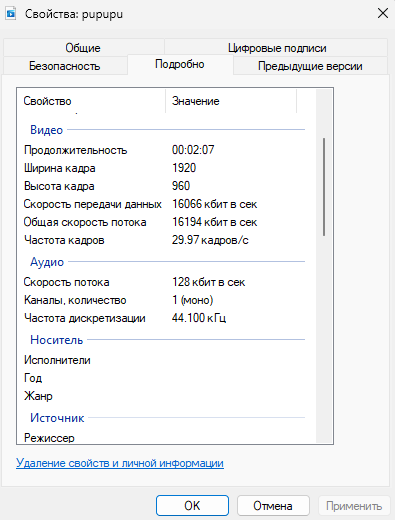 Свойства: pupupu
Общие Цифровые подписи
Безопасность Подробно Предыдущие версии
Свойство Значение
Видео
Продолжительность 00:02:07
Ширина кадра 1920
Высота кадра 960
Скорость передачи данных 16066 кбит в сек
Общая скорость потока 16194 кбит в сек
Частота кадров 29.97 кадров/с
Аудио
Скорость потока 128 кбит в сек
Каналы, количество 1 (моно)
Частота дискретизации 44.100 кГц
Носитель
Исполнители
Год
Жанр
Источник
Режиссер
Удаление свойств и личной информации
OK Отмена Применить